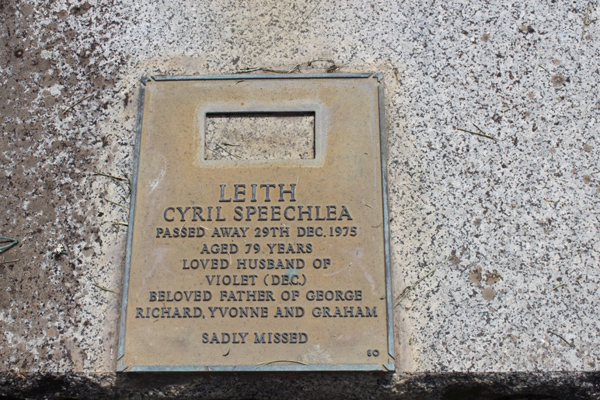 LEITH
CYRIL SPEECHLEA
PASSED AWAY 29TH DEC. 1975
AGED 79 YEARS
LOVED HUSBAND OF
VIOLET (DEC.)
BELOVED FATHER OF GEORGE
RICHARD, YVONNE AND GRAHAM
SADLY MISSED